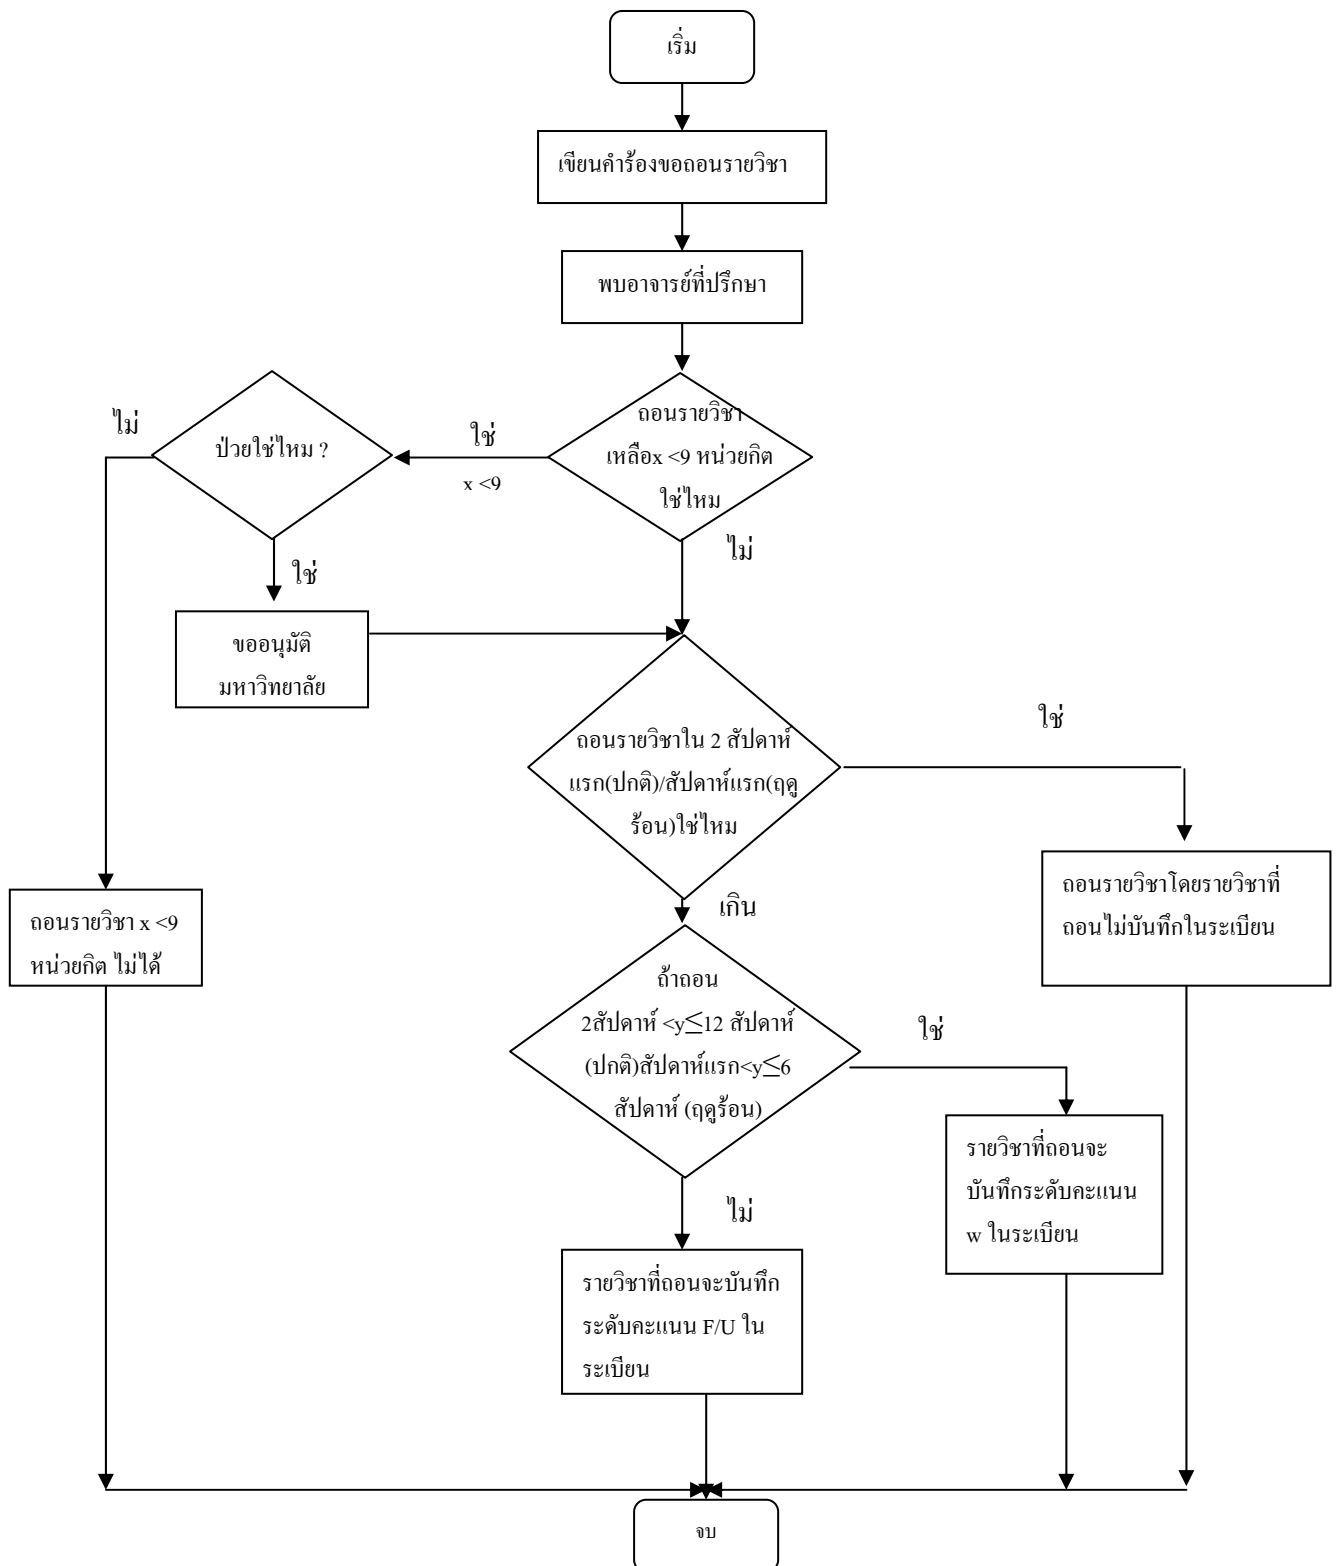 เริ่ม
เขียนคำร้องขอถอนรายวิชา
พบอาจารย์ที่ปรึกษา
ถอนรายวิชา
เหลือx <9 หน่วยกิต
ใช่ไหม
ใช่
x <9
ป่วยใช่ไหม ?
ไม่
ใช่
ไม่
ขออนุมัติ
มหาวิทยาลัย
ถอนรายวิชาใน 2 สัปดาห์
แรก(ปกติ)/สัปดาห์แรก(ฤดู
ร้อน)ใช่ไหม
ใช่
ถอนรายวิชาโดยรายวิชาที่
ถอนไม่บันทึกในระเบียน
ถอนรายวิชา x <9
หน่วยกิต ไม่ได้
เกิน
ถ้าถอน
2สัปดาห์ <y≤12 สัปดาห์
(ปกติ)สัปดาห์แรก<y≤6
สัปดาห์ (ฤดูร้อน)
ใช่
รายวิชาที่ถอนจะ
บันทึกระดับคะแนน
w ในระเบียน
ไม่
รายวิชาที่ถอนจะบันทึก
ระดับคะแนน F/U ใน
ระเบียน
จบ